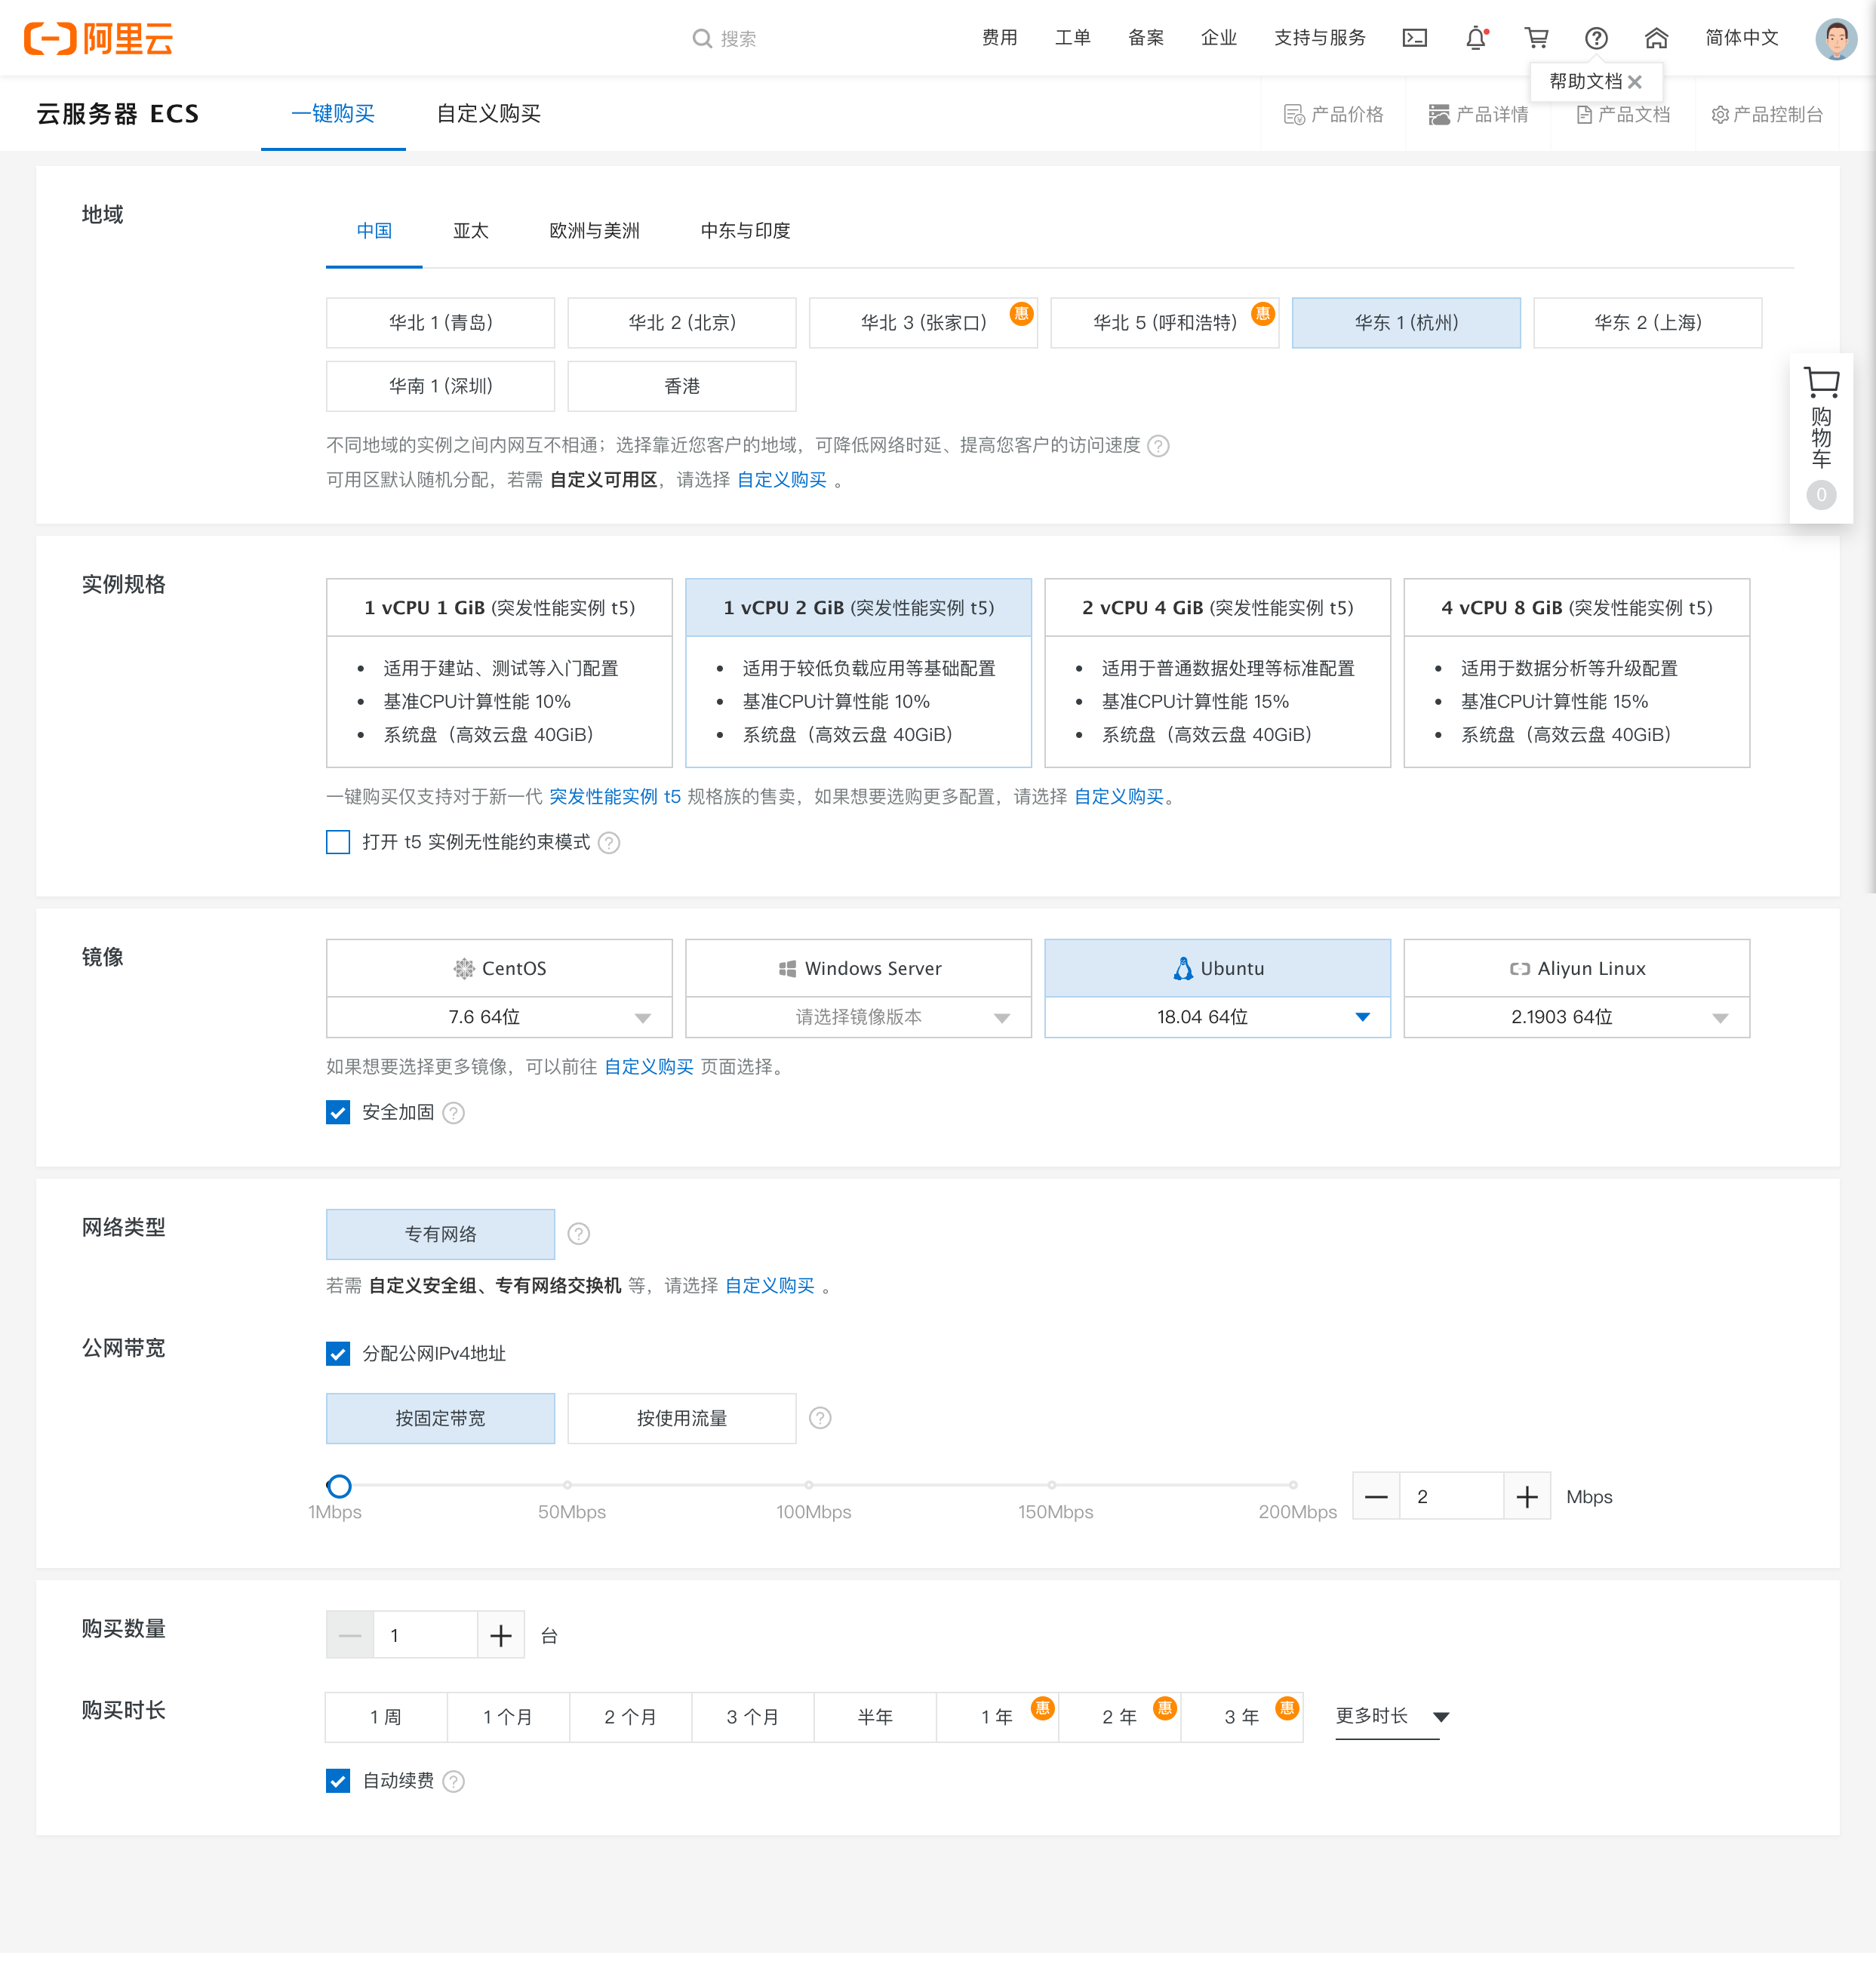 阿里云
搜索
费用 工单 备案 企业 支持与服务 简体中文
帮助文档
云服务器 ECS 一键购买 自定义购买 产品价格 产品详情 产品文档 产品控制台
地域
中国 亚太 欧洲与美洲 中东与印度
华北 1 (青岛) 华北 2 (北京) 华北 3 (张家口) 惠 华北 5 (呼和浩特) 惠 华东 1 (杭州) 华东 2 (上海)
华南 1 (深圳) 香港
不同地域的实例之间内网互不相通；选择靠近您客户的地域，可降低网络时延、提高您客户的访问速度 ?
可用区默认随机分配，若需 自定义可用区，请选择 自定义购买 。
购物车
0
实例规格
1 vCPU 1 GiB (突发性能实例 t5) 1 vCPU 2 GiB (突发性能实例 t5) 2 vCPU 4 GiB (突发性能实例 t5) 4 vCPU 8 GiB (突发性能实例 t5)
• 适用于建站、测试等入门配置 • 适用于较低负载应用等基础配置 • 适用于普通数据处理等标准配置 • 适用于数据分析等升级配置
• 基准CPU计算性能 10% • 基准CPU计算性能 10% • 基准CPU计算性能 15% • 基准CPU计算性能 15%
• 系统盘（高效云盘 40GiB） • 系统盘（高效云盘 40GiB） • 系统盘（高效云盘 40GiB） • 系统盘（高效云盘 40GiB）
一键购买仅支持对于新一代 突发性能实例 t5 规格族的售卖，如果想要选购更多配置，请选择 自定义购买。
打开 t5 实例无性能约束模式 ?
镜像
CentOS Windows Server Ubuntu Aliyun Linux
7.6 64位 请选择镜像版本 18.04 64位 2.1903 64位
如果想要选择更多镜像，可以前往 自定义购买 页面选择。
安全加固 ?
网络类型
专有网络 ?
若需 自定义安全组、专有网络交换机 等，请选择 自定义购买 。
公网带宽
分配公网IPv4地址
按固定带宽 按使用流量 ?
1Mbps 50Mbps 100Mbps 150Mbps 200Mbps — 2 + Mbps
购买数量
— 1 + 台
购买时长
1 周 1 个月 2 个月 3 个月 半年 1 年 惠 2 年 惠 3 年 惠 更多时长
自动续费 ?